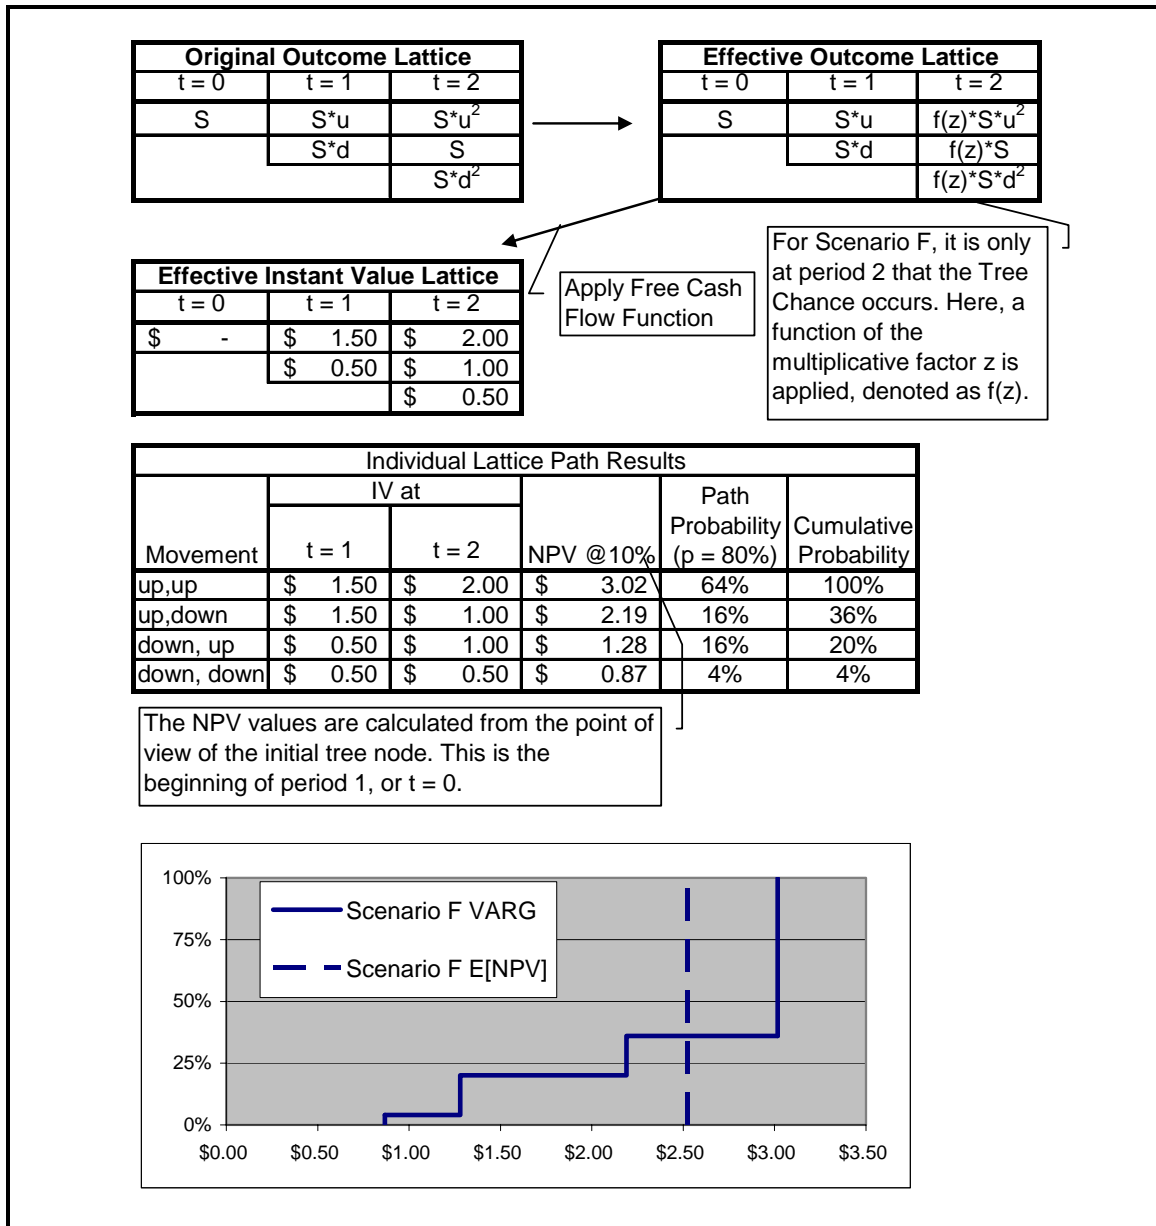 Original Outcome Lattice
t = 0 t = 1 t = 2
S S*u S*u²
S*d S
S*d²
Effective Outcome Lattice
t = 0 t = 1 t = 2
S S*u f(z)*S*u²
S*d f(z)*S
f(z)*S*d²
Effective Instant Value Lattice
t = 0 t = 1 t = 2
$ - $ 1.50 $ 2.00
$ 0.50 $ 1.00
$ 0.50
Apply Free Cash
Flow Function
For Scenario F, it is only
at period 2 that the Tree
Chance occurs. Here, a
function of the
multiplicative factor z is
applied, denoted as f(z).
Individual Lattice Path Results
IV at
Movement t = 1 t = 2 NPV @10% Path Probability (p = 80%) Cumulative Probability
up,up $ 1.50 $ 2.00 $ 3.02 64% 100%
up,down $ 1.50 $ 1.00 $ 2.19 16% 36%
down, up $ 0.50 $ 1.00 $ 1.28 16% 20%
down, down $ 0.50 $ 0.50 $ 0.87 4% 4%
The NPV values are calculated from the point of
view of the initial tree node. This is the
beginning of period 1, or t = 0.
100%
75%
50%
25%
0%
Scenario F VARG
Scenario F E[NPV]
$0.00 $0.50 $1.00 $1.50 $2.00 $2.50 $3.00 $3.50